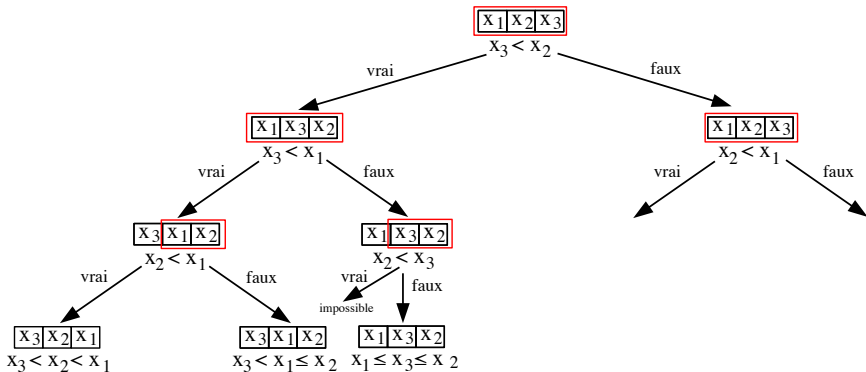 x₁ x₂ x₃
x₃ < x₂
vrai faux
x₁ x₃ x₂ x₁ x₂ x₃
x₃ < x₁ x₂ < x₁
vrai faux vrai faux
x₃ x₁ x₂ x₁ x₃ x₂
x₂ < x₁ x₂ < x₃
vrai faux vrai faux
impossible
x₃ x₂ x₁ x₃ x₁ x₂ x₁ x₃ x₂
x₃ < x₂ < x₁ x₃ < x₁ ≤ x₂ x₁ ≤ x₃ ≤ x₂